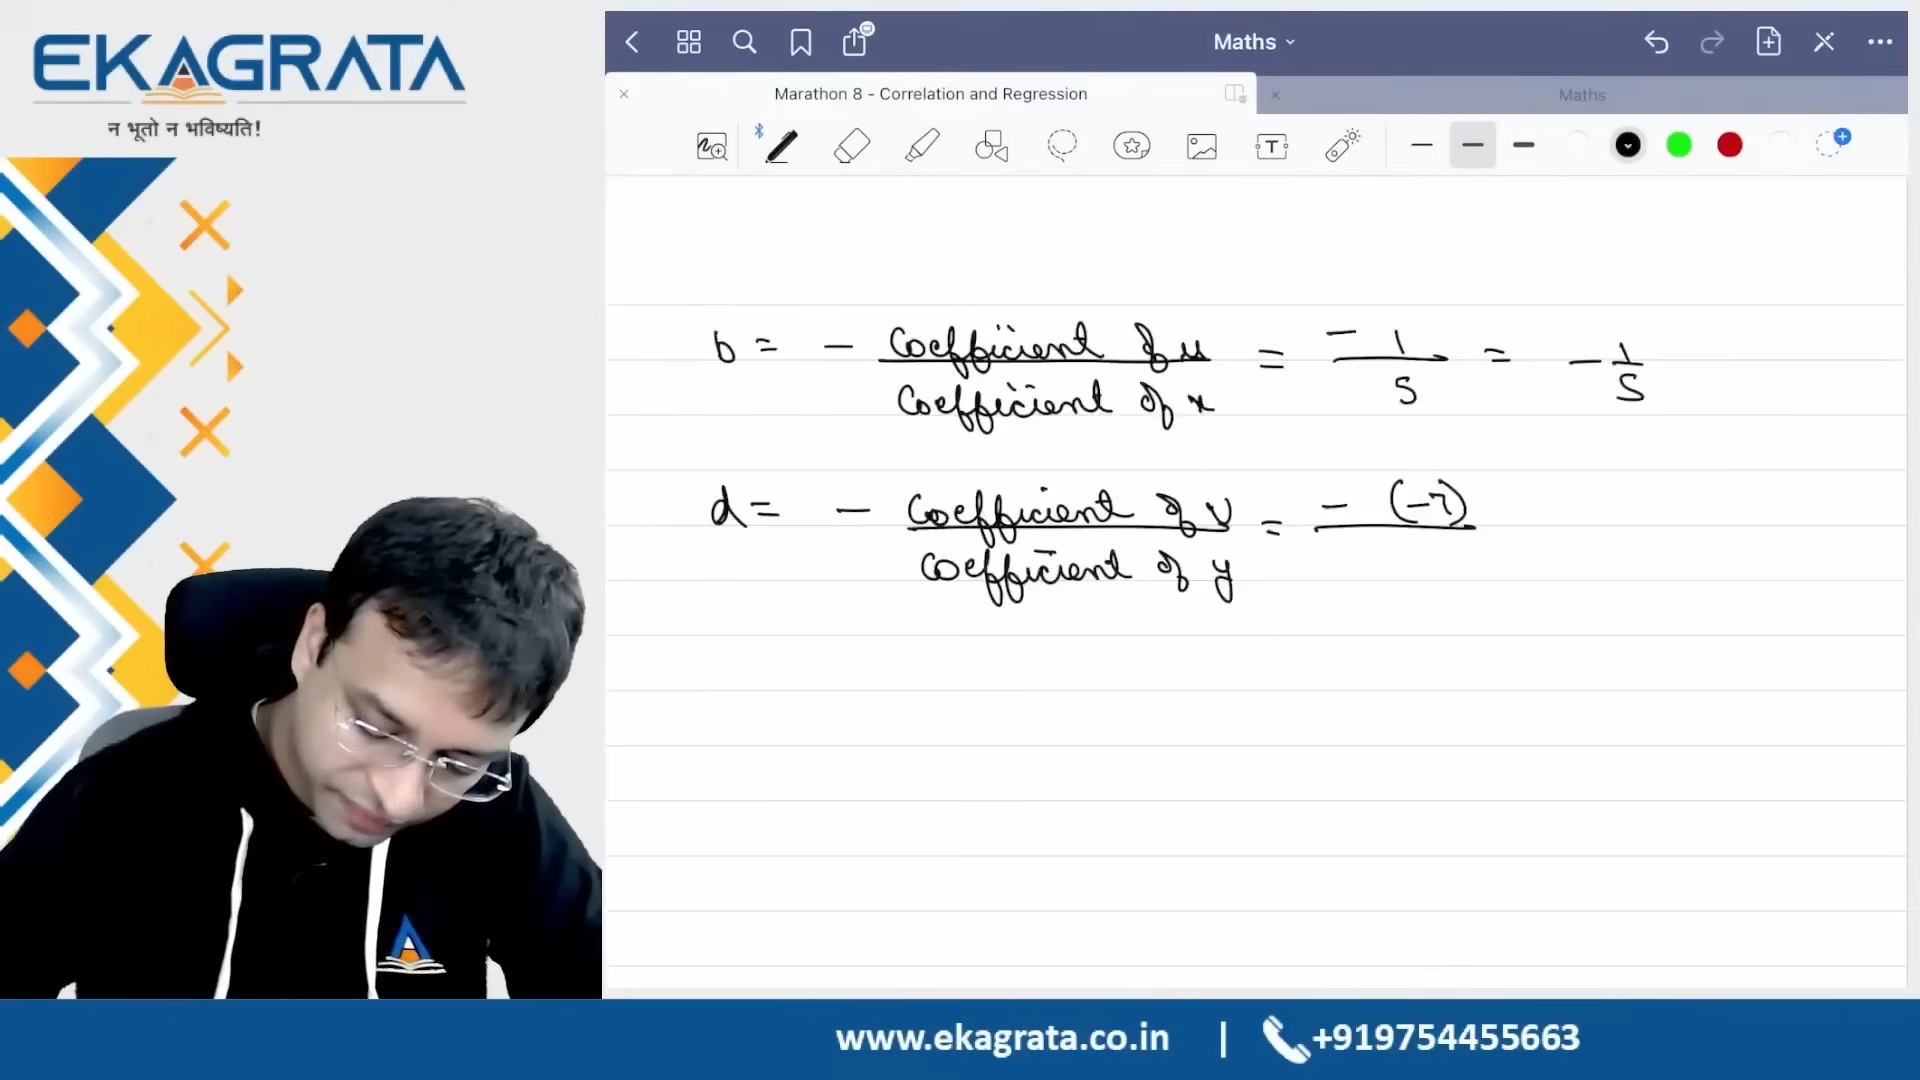 EKAGRATA
न भूतो न भविष्यति!
Maths
Marathon 8 - Correlation and Regression
Maths
b = - Coefficient of u / Coefficient of x = - 1 / 5 = - 1/5
d = - Coefficient of v / Coefficient of y = - (-7)
www.ekagrata.co.in | +919754455663